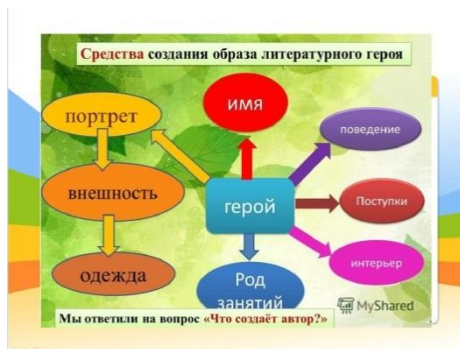 Средства создания образа литературного героя
имя
портрет
поведение
внешность
герой
Поступки
интерьер
одежда
Род
занятий
MyShared
Мы ответили на вопрос «Что создаёт автор?»